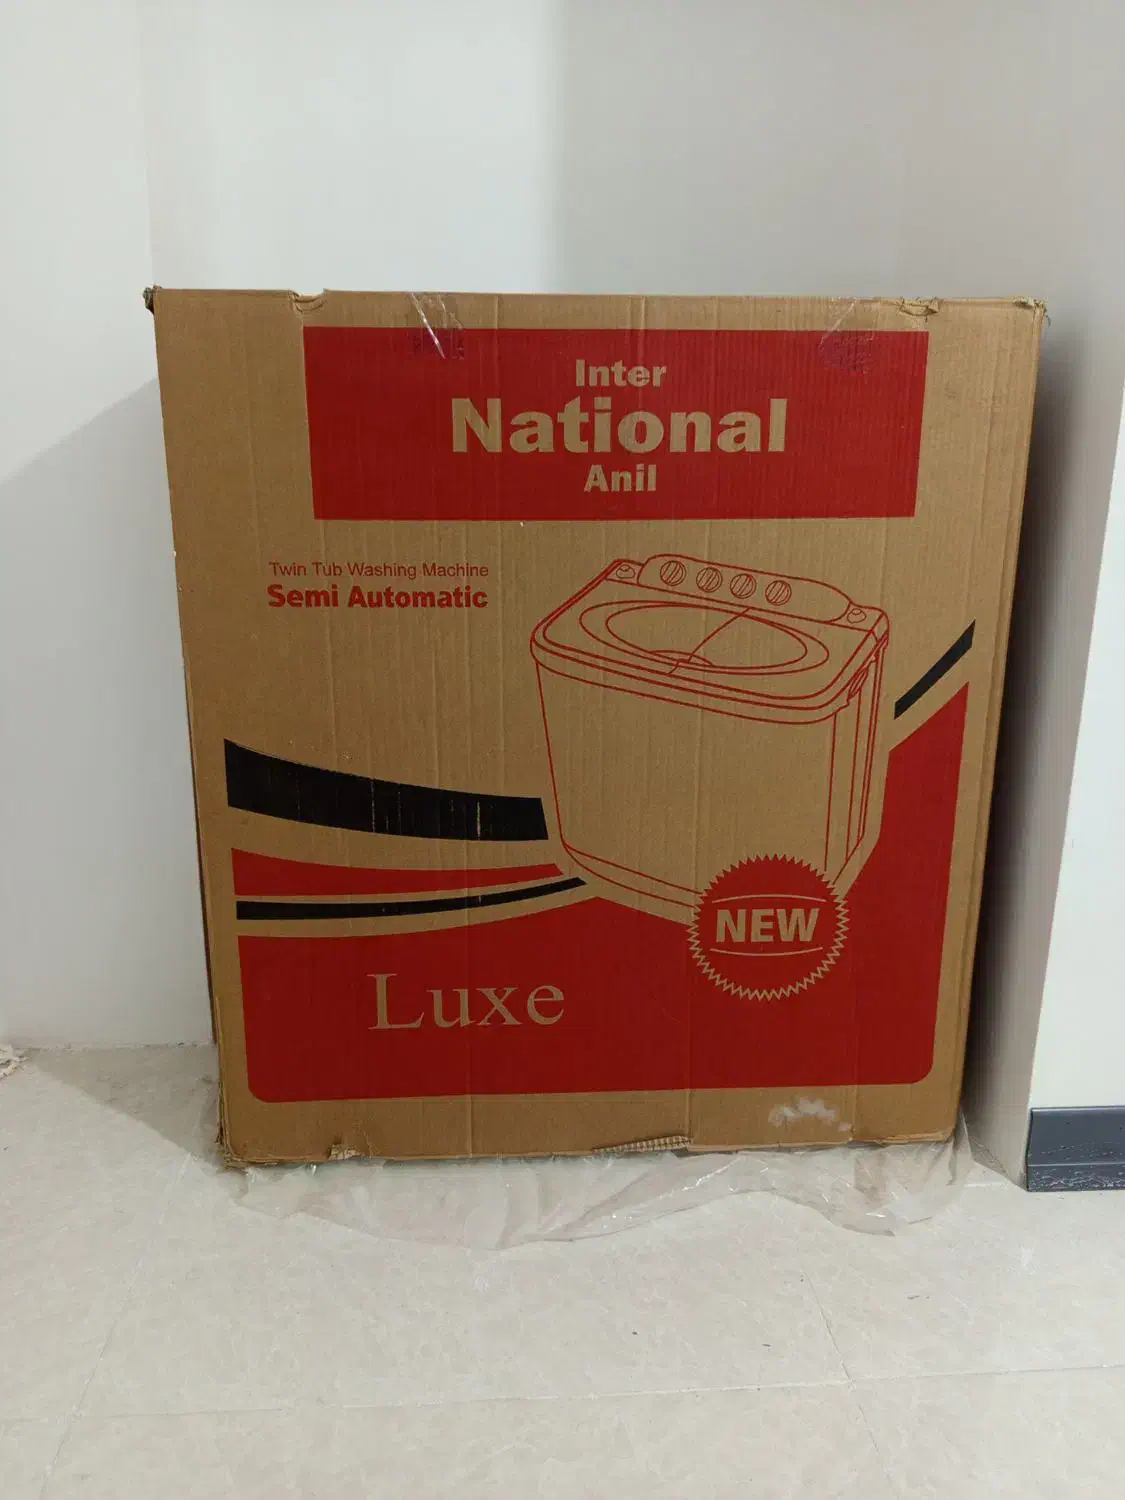 Inter
National
Anil
Twin Tub Washing Machine
Semi Automatic
NEW
Luxe